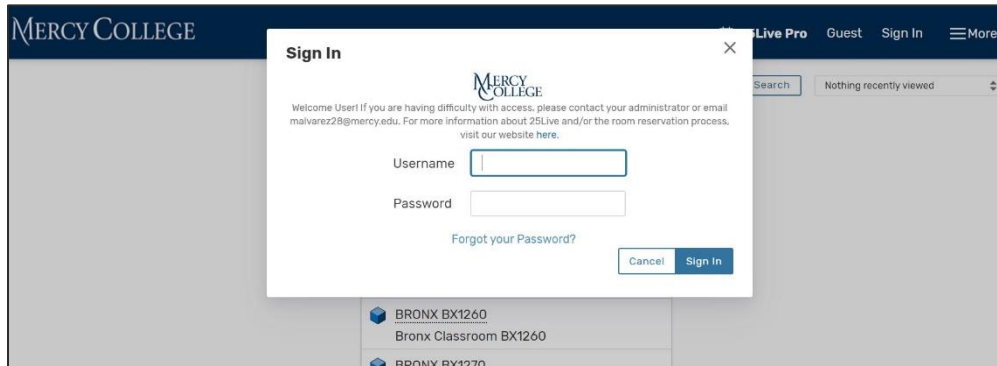 MERCY COLLEGE
5Live Pro Guest Sign In More
Sign In
Search Nothing recently viewed
MERCY
COLLEGE
Welcome User! If you are having difficulty with access, please contact your administrator or email
malvarez28@mercy.edu. For more information about 25Live and/or the room reservation process,
visit our website here.
Username
Password
Forgot your Password?
Cancel Sign In
BRONX BX1260
Bronx Classroom BX1260
BRONX BX1270